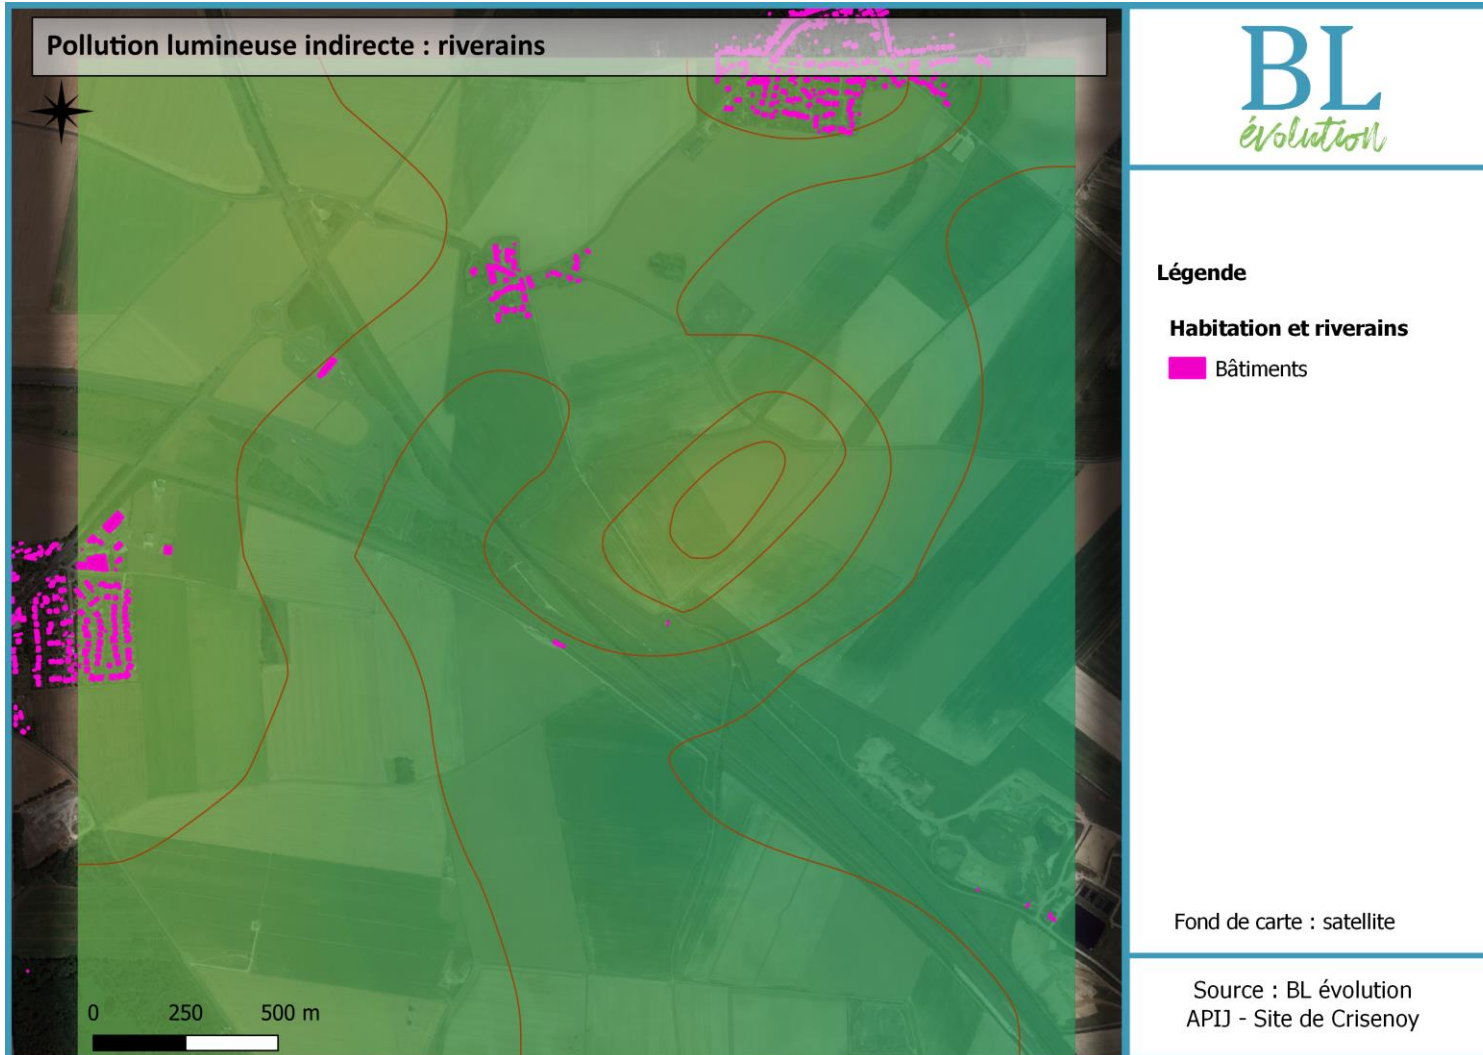 Pollution lumineuse indirecte : riverains
BL
évolution
Légende
Habitation et riverains
Bâtiments
Fond de carte : satellite
0 250 500 m
Source : BL évolution
APIJ - Site de Crisenoy